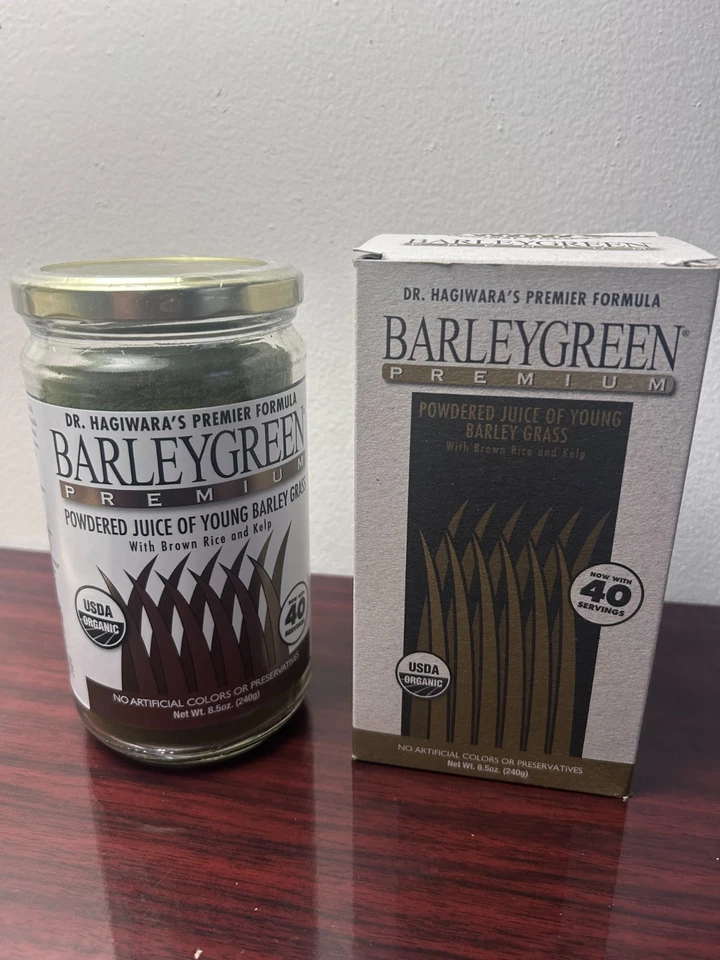 DR. HAGIWARA'S PREMIER FORMULA
BARLEYGREEN
PREMIUM
POWDERED JUICE OF YOUNG BARLEY GRASS
With Brown Rice and Kelp
USDA
ORGANIC
NOW WITH
40
SERVINGS
NO ARTIFICIAL COLORS OR PRESERVATIVES
Net Wt. 8.5oz. (240g)
BARLEYGREEN
DR. HAGIWARA'S PREMIER FORMULA
BARLEYGREEN®
PREMIUM
POWDERED JUICE OF YOUNG
BARLEY GRASS
With Brown Rice and Kelp
NOW WITH
40
SERVINGS
USDA
ORGANIC
NO ARTIFICIAL COLORS OR PRESERVATIVES
Net Wt. 8.5oz. (240g)